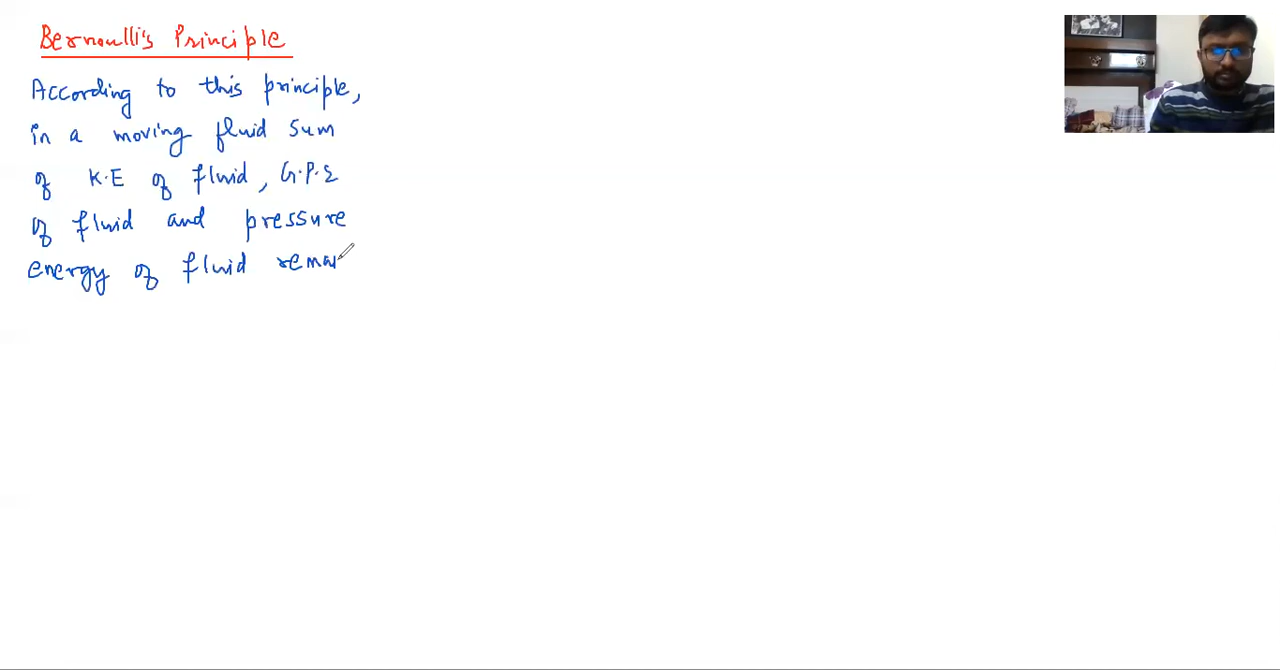 Bernoulli's Principle
According to this principle,
in a moving fluid sum
of K.E of fluid, G.P.E
of fluid and pressure
energy of fluid remai